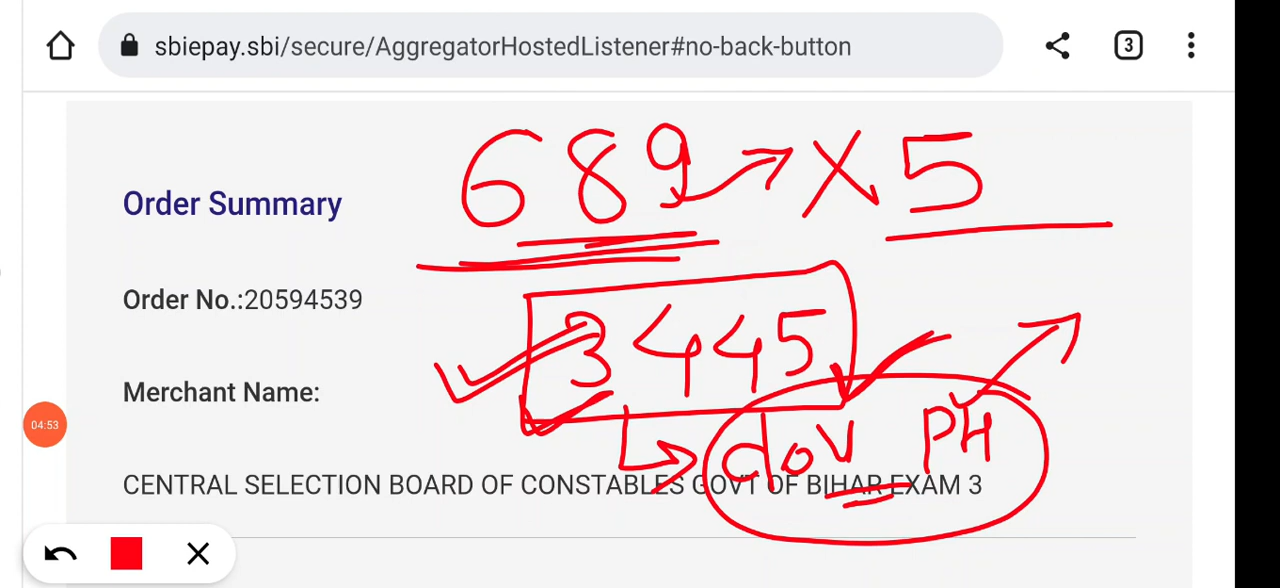 sbiepay.sbi/secure/AggregatorHostedListener#no-back-button
3
689 → X 5
Order Summary
Order No.:20594539
3445
Merchant Name:
04:53
dov PH
CENTRAL SELECTION BOARD OF CONSTABLES GOVT OF BIHAR EXAM 3